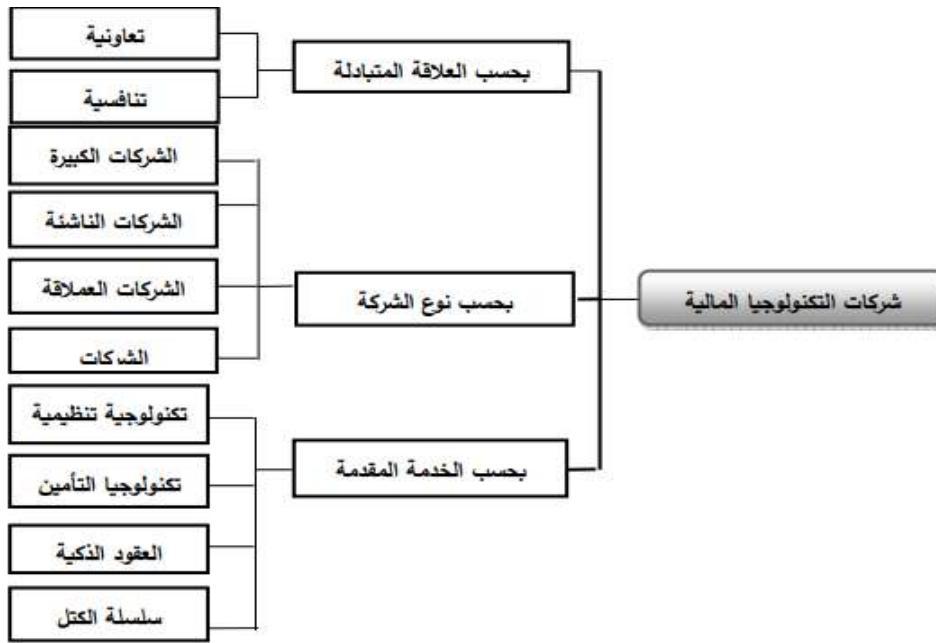 شركات التكنولوجيا المالية
بحسب العلاقة المتبادلة
تعاونية
تنافسية
بحسب نوع الشركة
الشركات الكبيرة
الشركات الناشئة
الشركات العملاقة
الشركات
بحسب الخدمة المقدمة
تكنولوجية تنظيمية
تكنولوجيا التأمين
العقود الذكية
سلسلة الكتل